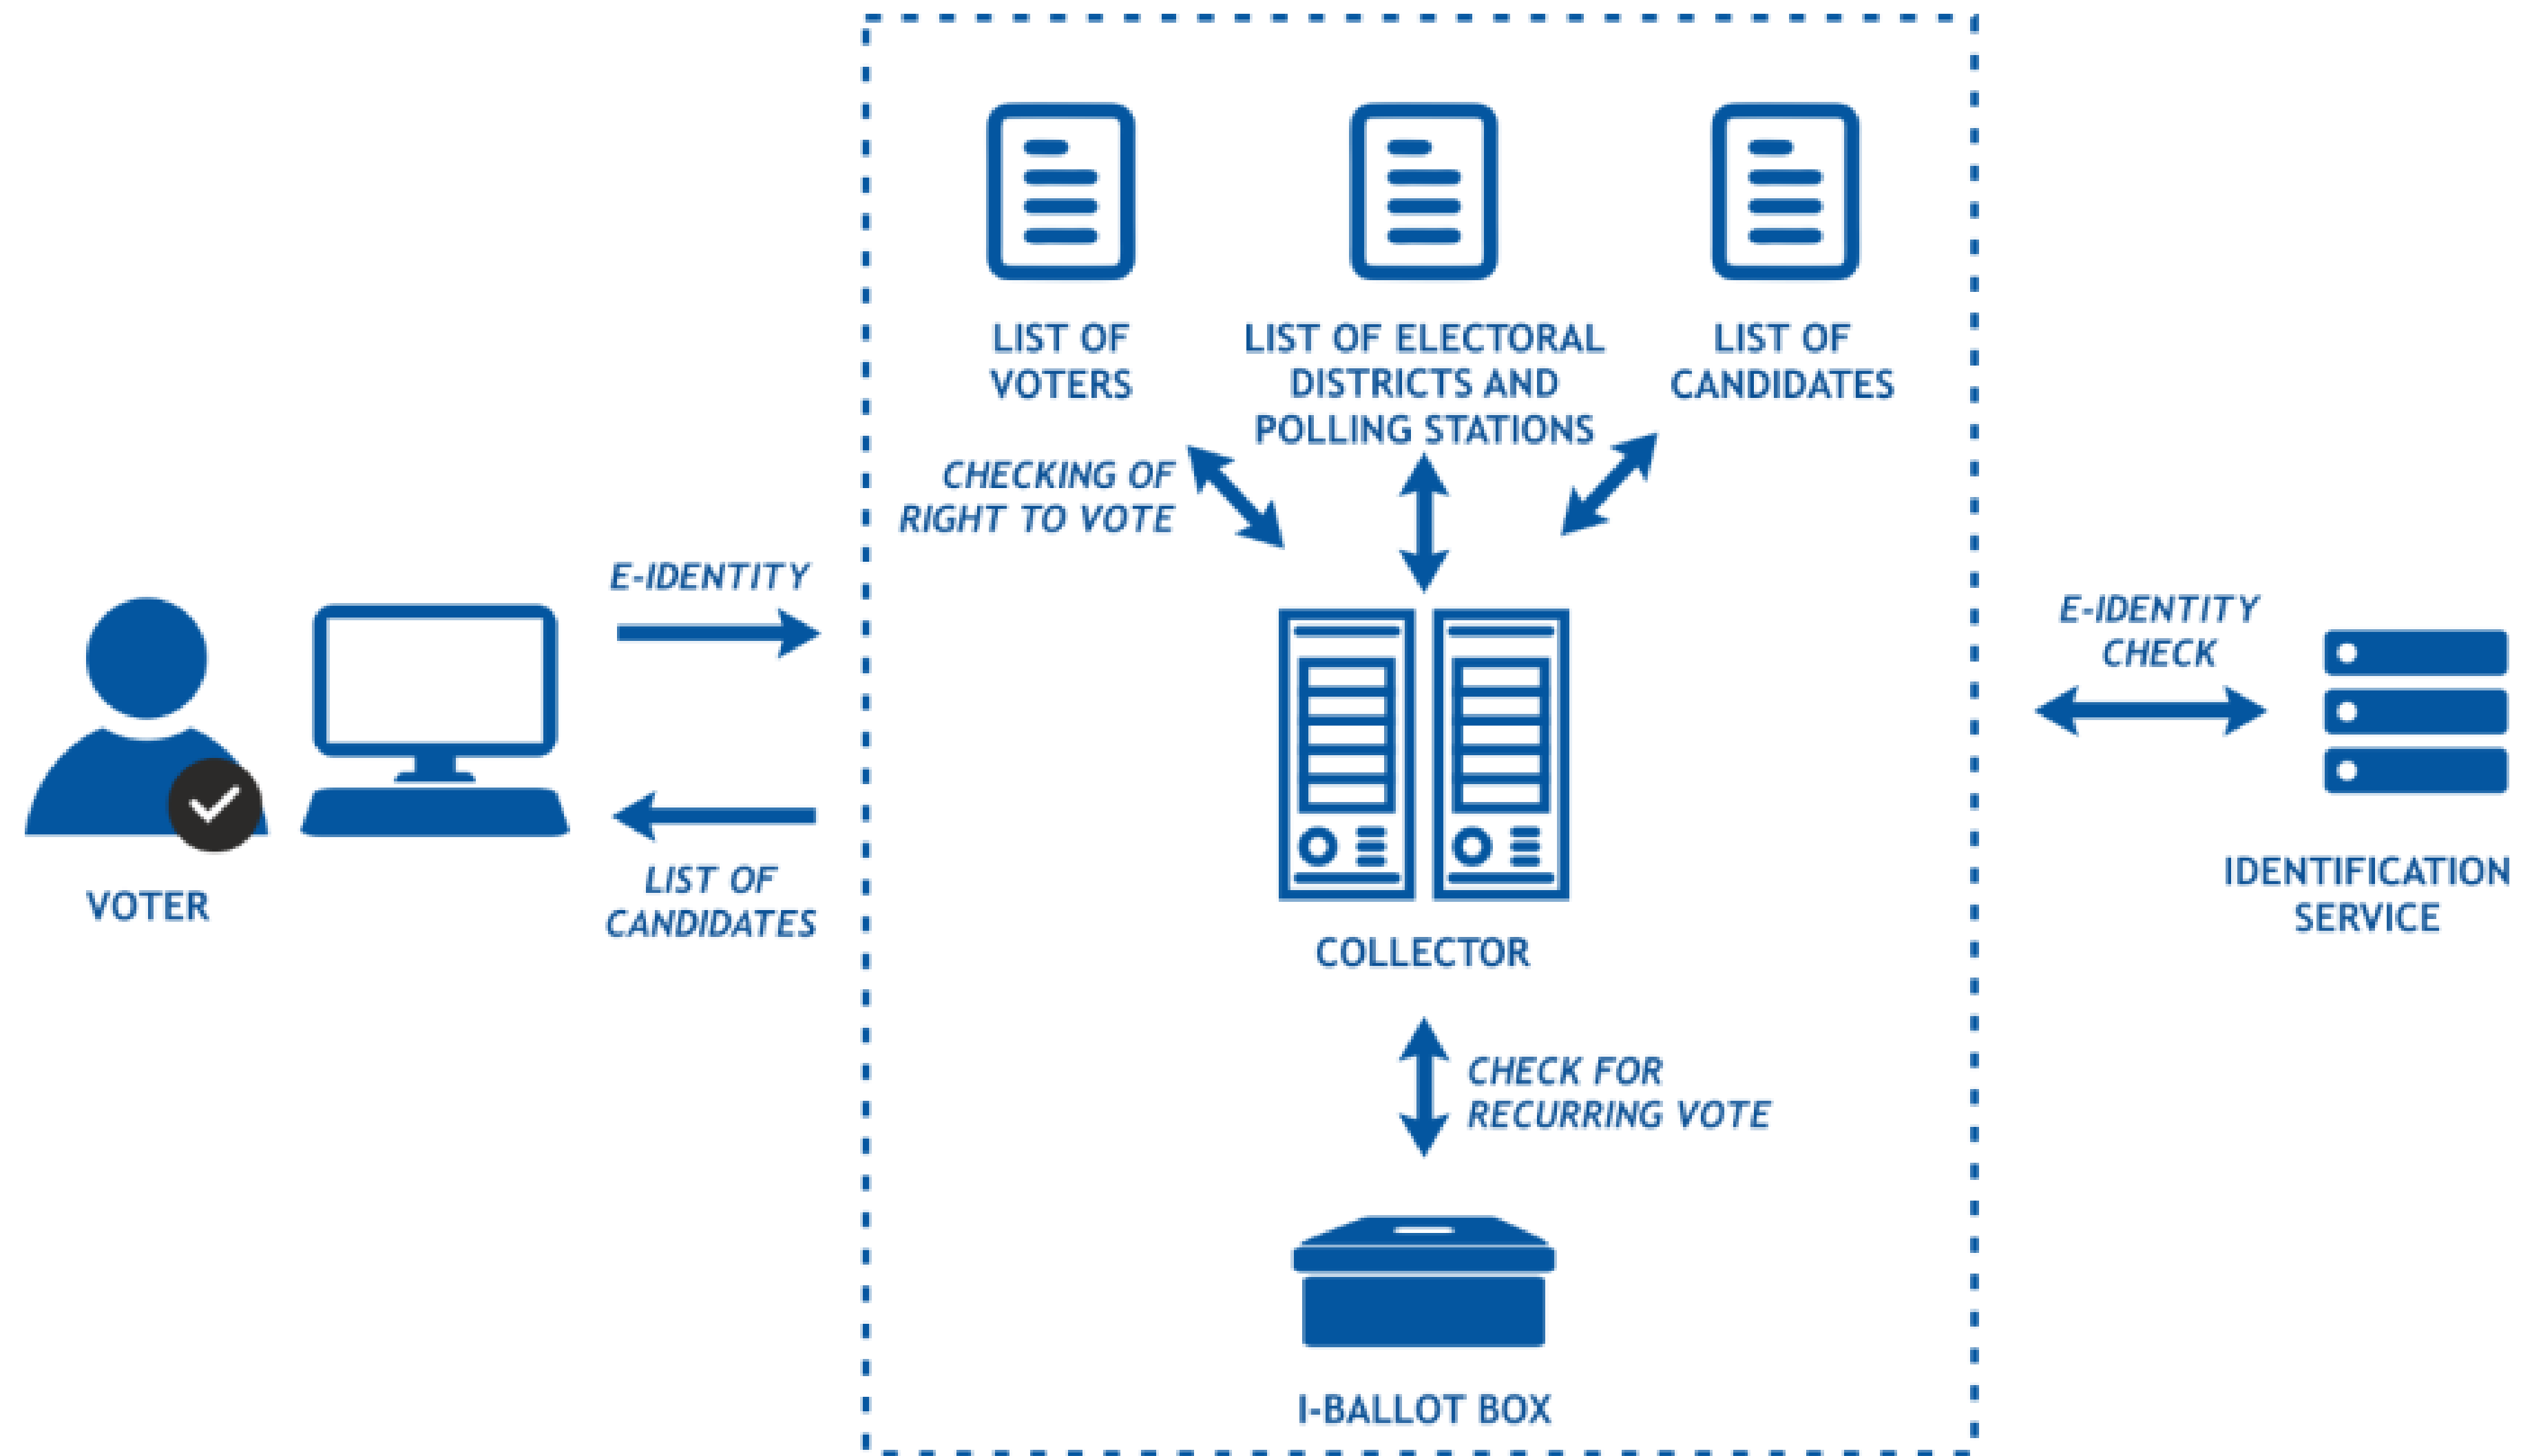 LIST OF
VOTERS
LIST OF ELECTORAL
DISTRICTS AND
POLLING STATIONS
LIST OF
CANDIDATES
CHECKING OF
RIGHT TO VOTE
E-IDENTITY
LIST OF
CANDIDATES
VOTER
COLLECTOR
E-IDENTITY
CHECK
IDENTIFICATION
SERVICE
CHECK FOR
RECURRING VOTE
I-BALLOT BOX